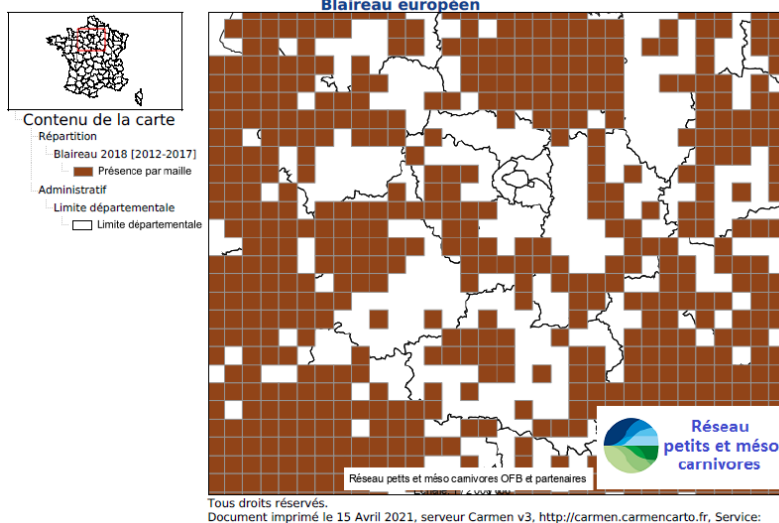 Blaireau européen
Contenu de la carte
Répartition
Blaireau 2018 [2012-2017]
Présence par maille
Administratif
Limite départementale
Limite départementale
Réseau
petits et méso
carnivores
Réseau petts et méso carnivores OFB et partenaires
Tous droits réservés.
Document imprimé le 15 Avril 2021, serveur Carmen v3, http://carmen.carmencarto.fr, Service: